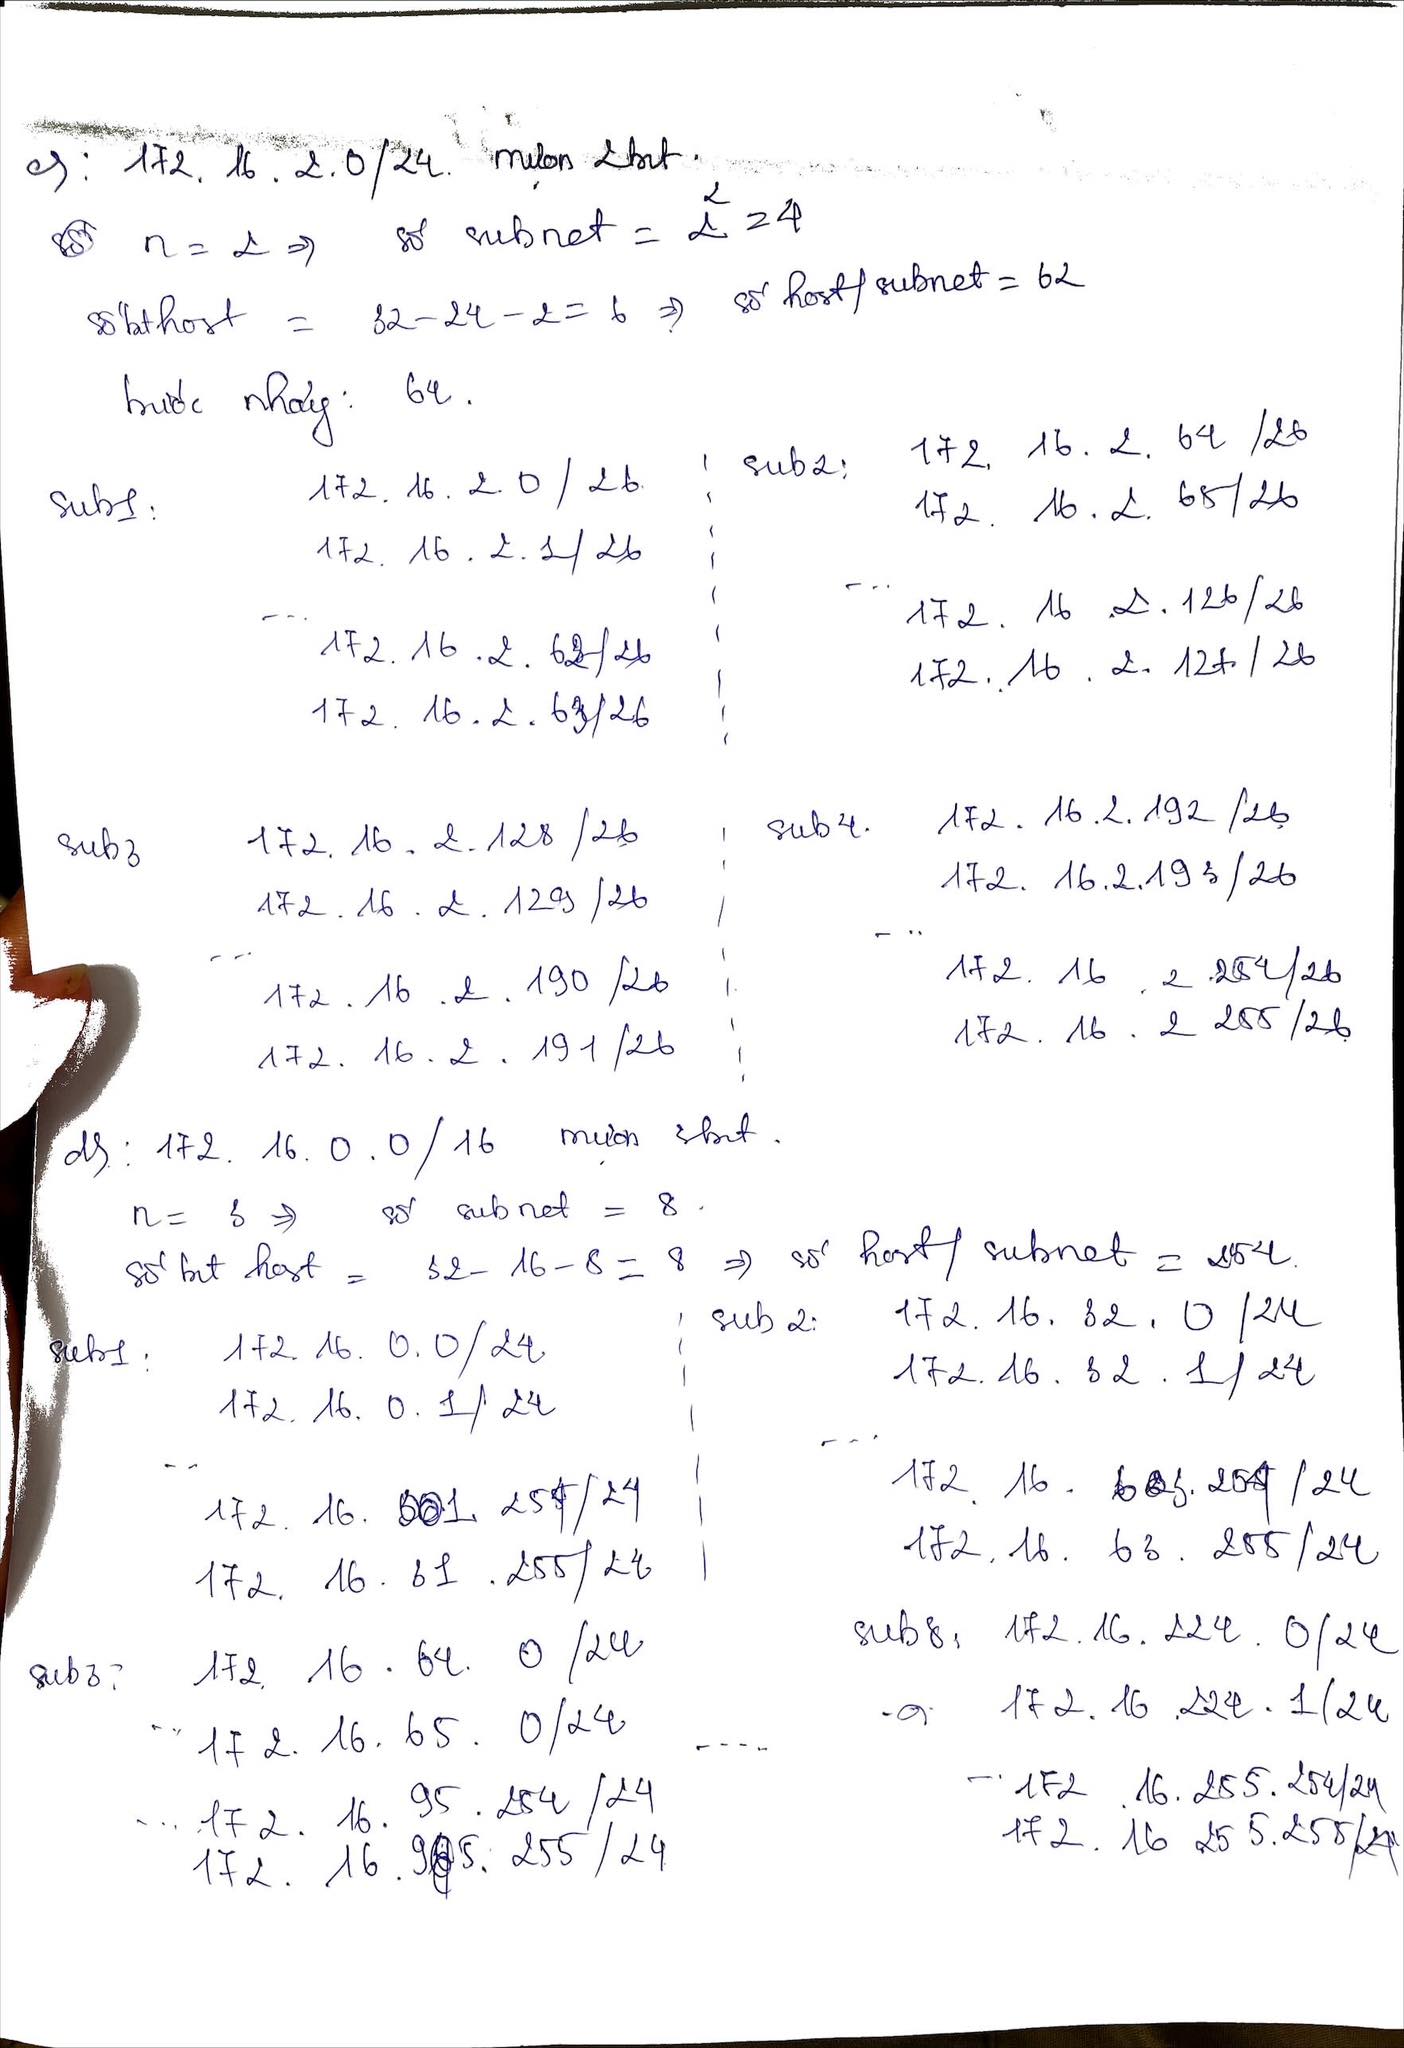 c): 172. 16. 2. 0/24. mượn 2 bit.
n = 2 => số subnet = 2² = 4
số bit host = 32 - 24 - 2 = 6 => số host / subnet = 62
bước nhảy: 64.
sub1: 172. 16. 2. 0 / 26
172. 16. 2. 1 / 26
...
172. 16. 2. 62 / 26
172. 16. 2. 63 / 26
sub2: 172. 16. 2. 64 / 26
172. 16. 2. 65 / 26
...
172. 16 2. 126 / 26
172. 16. 2. 127 / 26
sub3 172. 16. 2. 128 / 26
172. 16. 2. 129 / 26
...
172. 16. 2. 190 / 26
172. 16. 2. 191 / 26
sub4. 172. 16. 2. 192 / 26
172. 16. 2. 193 / 26
...
172. 16 . 2 .254 / 26
172. 16. 2 255 / 26
d): 172. 16. 0. 0 / 16 mượn 3 bit.
n = 3 => số subnet = 8.
số bit host = 32 - 16 - 8 = 8 => số host / subnet = 254.
sub1: 172. 16. 0. 0 / 24
172. 16. 0. 1 / 24
...
172. 16. 31. 254 / 24
172. 16. 31. 255 / 24
sub2: 172. 16. 32. 0 / 24
172. 16. 32. 1 / 24
...
172. 16. 63. 254 / 24
172. 16. 63. 255 / 24
sub3: 172. 16. 64. 0 / 24
... 172. 16. 65. 0 / 24
... 172. 16. 95. 254 / 24
172. 16. 95. 255 / 24
....
sub8: 172. 16. 224. 0 / 24
172. 16 .224. 1 / 24
... 172 .16. 255. 254 / 24
172. 16 255. 255 / 24